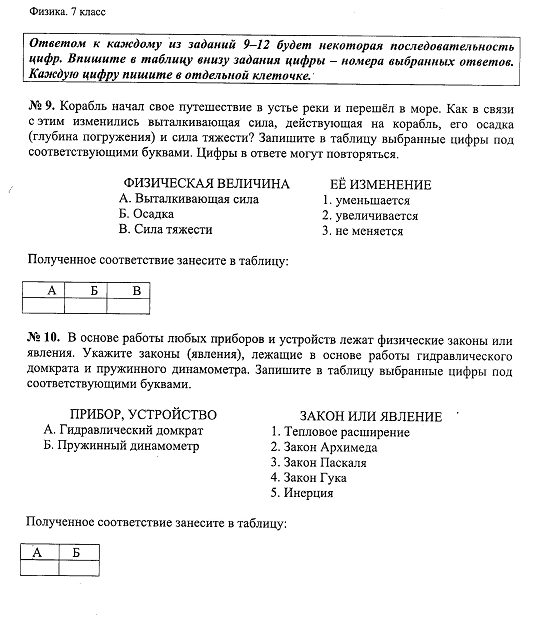 Физика. 7 класс
Ответом к каждому из заданий 9–12 будет некоторая последовательность
цифр. Впишите в таблицу внизу задания цифры – номера выбранных ответов.
Каждую цифру пишите в отдельной клеточке.
№ 9. Корабль начал свое путешествие в устье реки и перешёл в море. Как в связи
с этим изменились выталкивающая сила, действующая на корабль, его осадка
(глубина погружения) и сила тяжести? Запишите в таблицу выбранные цифры под
соответствующими буквами. Цифры в ответе могут повторяться.
ФИЗИЧЕСКАЯ ВЕЛИЧИНА ЕЁ ИЗМЕНЕНИЕ
А. Выталкивающая сила 1. уменьшается
Б. Осадка 2. увеличивается
В. Сила тяжести 3. не меняется
Полученное соответствие занесите в таблицу:
А Б В
№ 10. В основе работы любых приборов и устройств лежат физические законы или
явления. Укажите законы (явления), лежащие в основе работы гидравлического
домкрата и пружинного динамометра. Запишите в таблицу выбранные цифры под
соответствующими буквами.
ПРИБОР, УСТРОЙСТВО ЗАКОН ИЛИ ЯВЛЕНИЕ
А. Гидравлический домкрат 1. Тепловое расширение
Б. Пружинный динамометр 2. Закон Архимеда
3. Закон Паскаля
4. Закон Гука
5. Инерция
Полученное соответствие занесите в таблицу:
А Б